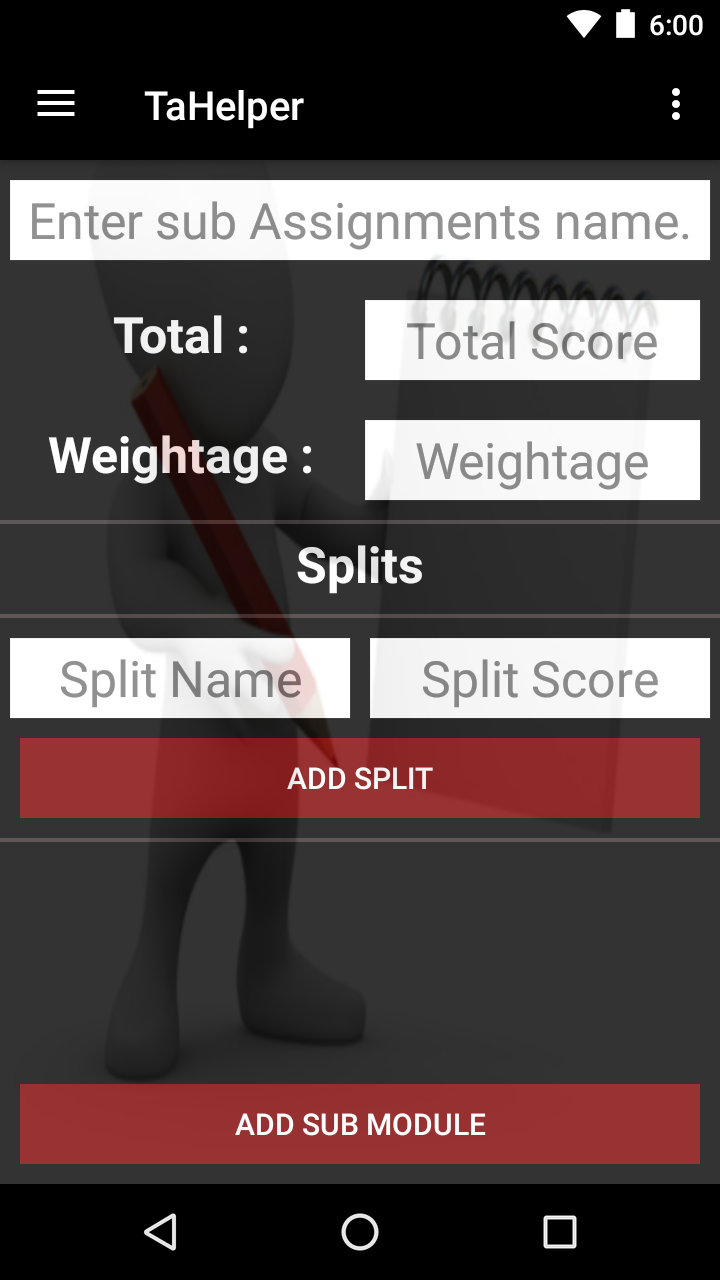 6:00
TaHelper
Enter sub Assignments name.
Total :
Total Score
Weightage :
Weightage
Splits
Split Name
Split Score
ADD SPLIT
ADD SUB MODULE